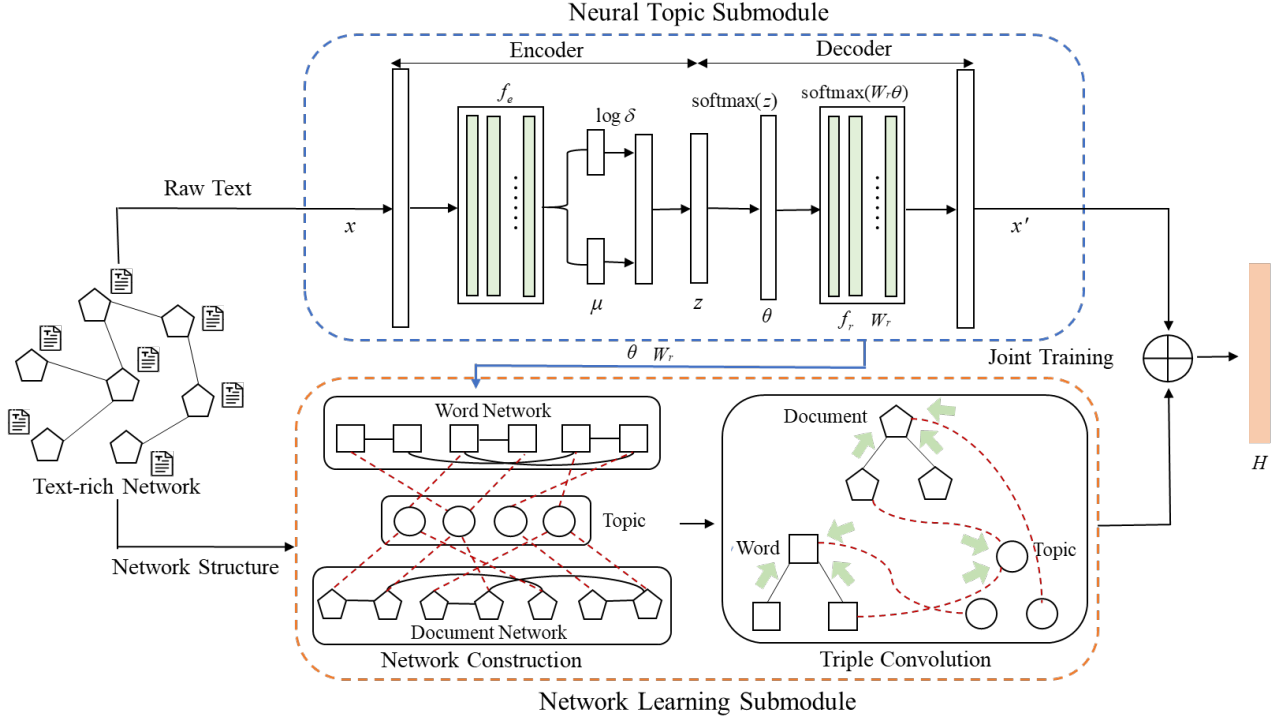 Neural Topic Submodule
Encoder
Decoder
f_e
log δ
softmax(z)
softmax(W_rθ)
Raw Text
x
μ
z
θ
f_r
W_r
x′
θ W_r
Joint Training
H
Text-rich Network
Network Structure
Word Network
Topic
Document Network
Network Construction
Document
Word
Topic
Triple Convolution
Network Learning Submodule